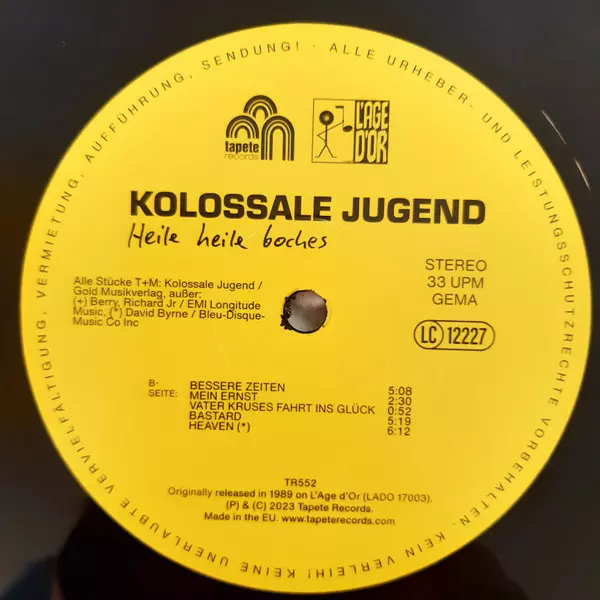 · ALLE URHEBER- UND LEISTUNGSSCHUTZRECHTE VORBEHALTEN. KEIN VERLEIH! KEINE UNERLAUBTE VERVIELFÄLTIGUNG, VERMIETUNG, AUFFÜHRUNG, SENDUNG!
tapete
records
L'AGE
D'OR
KOLOSSALE JUGEND
Heile heile boches
Alle Stücke T+M: Kolossale Jugend /
Gold Musikverlag, außer:
(+) Berry, Richard Jr / EMI Longitude
Music, (*) David Byrne / Bleu-Disque-
Music Co Inc
STEREO
33 UPM
GEMA
LC 12227
B-SEITE:
BESSERE ZEITEN 5:08
MEIN ERNST 2:30
VATER KRUSES FAHRT INS GLÜCK 0:52
BASTARD 5:19
HEAVEN (*) 6:12
TR552
Originally released in 1989 on L'Age d'Or (LADO 17003).
(P) & (C) 2023 Tapete Records.
Made in the EU. www.tapeterecords.com